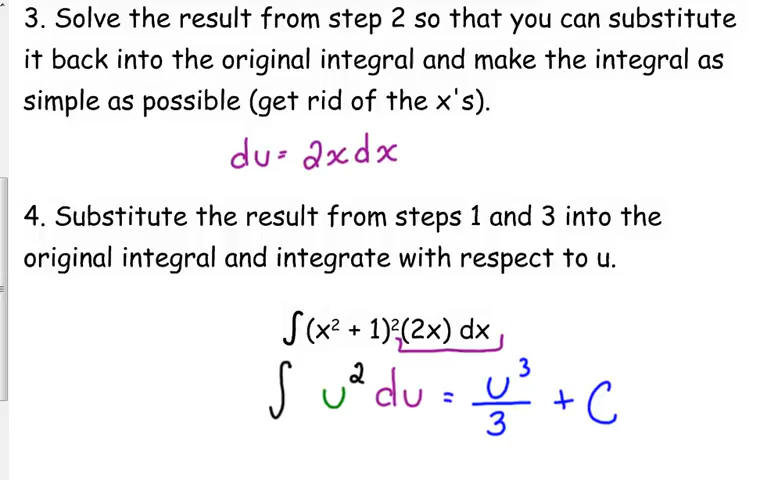 3. Solve the result from step 2 so that you can substitute
it back into the original integral and make the integral as
simple as possible (get rid of the x's).
du = 2xdx
4. Substitute the result from steps 1 and 3 into the
original integral and integrate with respect to u.
∫(x² + 1)²(2x) dx
∫ u² du = u³/3 + C